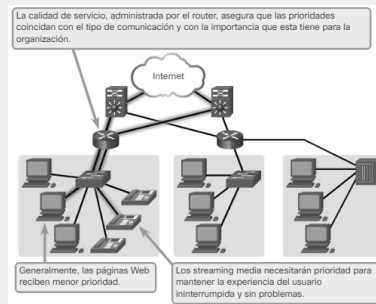 La calidad de servicio, administrada por el router, asegura que las prioridades
coincidan con el tipo de comunicación y con la importancia que esta tiene para la
organización.
Internet
Generalmente, las páginas Web
reciben menor prioridad.
Los streaming media necesitarán prioridad para
mantener la experiencia del usuario
ininterrumpida y sin problemas.